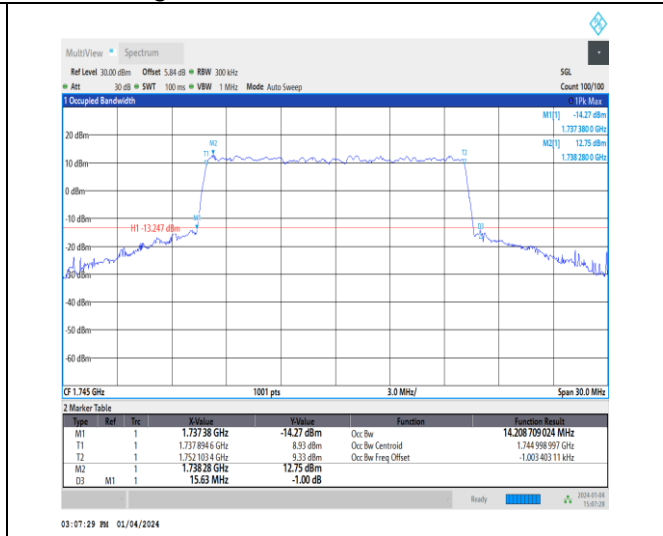 MultiView Spectrum
Ref Level 30.00 dBm Offset 5.84 dB RBW 300 kHz SGL
Att 30 dB SWT 100 ms VBW 1 MHz Mode Auto Sweep Count 100/100
1 Occupied Bandwidth 1Pk Max
M1[1] -14.27 dBm
1.737 380 0 GHz
M2[1] 12.75 dBm
1.738 280 0 GHz
20 dBm
M2
T1
T2
10 dBm
0 dBm
-10 dBm
M1
H1 -13.247 dBm
D3
-20 dBm
-30 dBm
-40 dBm
-50 dBm
-60 dBm
CF 1.745 GHz 1001 pts 3.0 MHz/ Span 30.0 MHz
2 Marker Table
Type Ref Trc X-Value Y-Value Function Function Result
M1 1 1.737 38 GHz -14.27 dBm Occ Bw 14.208 709 024 MHz
T1 1 1.737 894 6 GHz 8.93 dBm Occ Bw Centroid 1.744 998 997 GHz
T2 1 1.752 103 4 GHz 9.33 dBm Occ Bw Freq Offset -1.003 403 11 kHz
M2 1 1.738 28 GHz 12.75 dBm
D3 M1 1 15.63 MHz -1.00 dB
Ready 2024-01-04
15:07:28
03:07:29 PM 01/04/2024